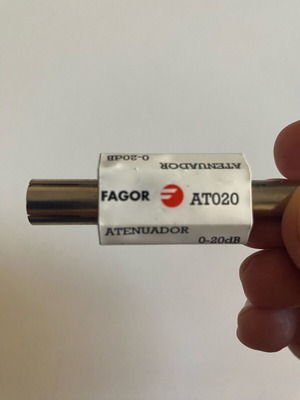 0-20dB ATENUADOR
FAGOR AT020
ATENUADOR
0-20dB